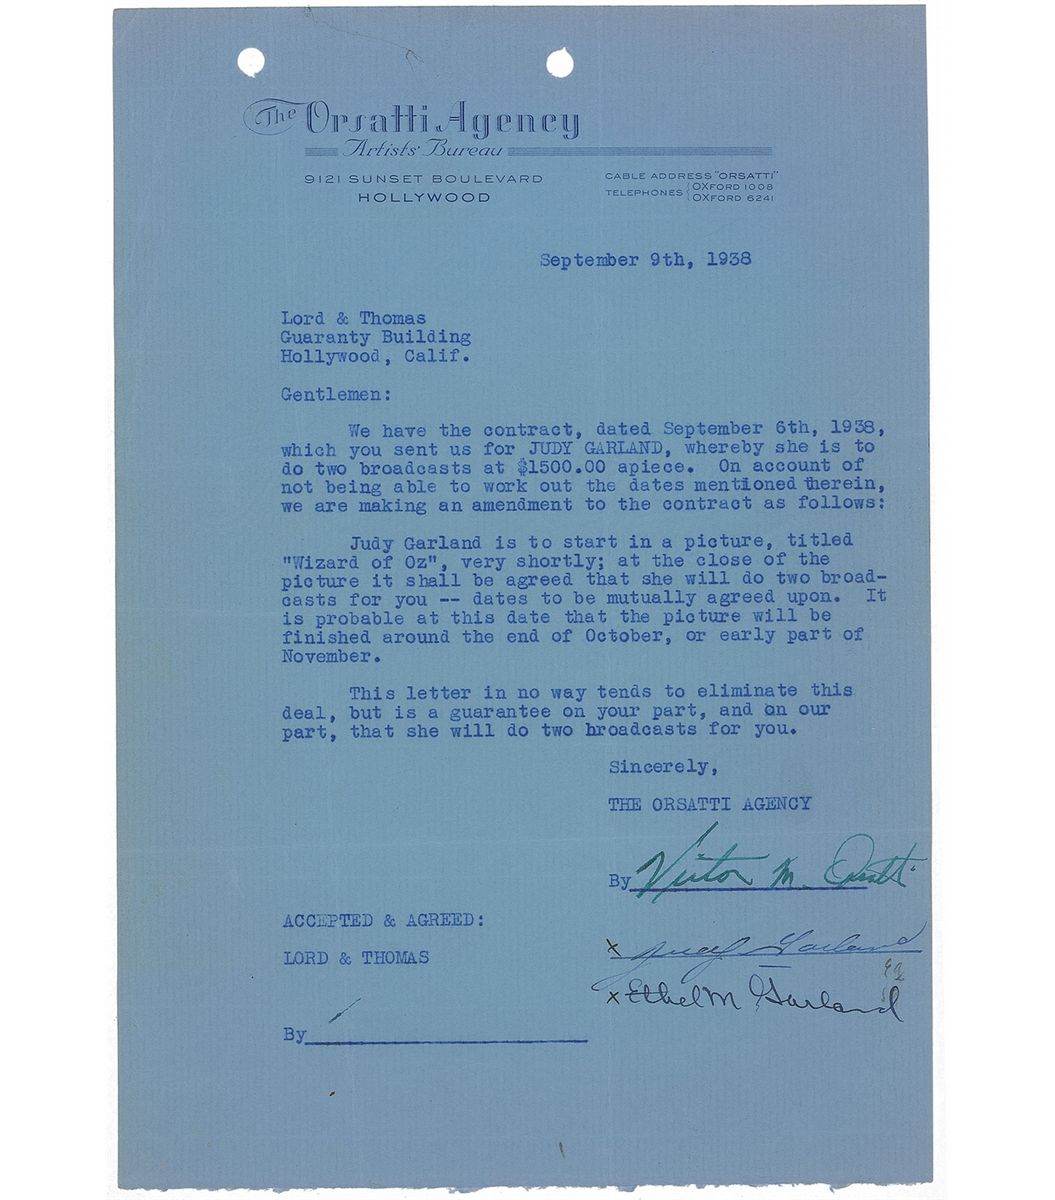 The Orsatti Agency
Artists' Bureau
9121 SUNSET BOULEVARD
HOLLYWOOD
CABLE ADDRESS "ORSATTI"
TELEPHONES { OXFORD 1008
OXFORD 6241
September 9th, 1938
Lord & Thomas
Guaranty Building
Hollywood, Calif.
Gentlemen:
We have the contract, dated September 6th, 1938,
which you sent us for JUDY GARLAND, whereby she is to
do two broadcasts at $1500.00 apiece. On account of
not being able to work out the dates mentioned therein,
we are making an amendment to the contract as follows:
Judy Garland is to start in a picture, titled
"Wizard of Oz", very shortly; at the close of the
picture it shall be agreed that she will do two broad-
casts for you -- dates to be mutually agreed upon. It
is probable at this date that the picture will be
finished around the end of October, or early part of
November.
This letter in no way tends to eliminate this
deal, but is a guarantee on your part, and on our
part, that she will do two broadcasts for you.
Sincerely,
THE ORSATTI AGENCY
By Victor M. Orsatti
ACCEPTED & AGREED:
LORD & THOMAS
x Judy Garland
x Ethel M Garland
By